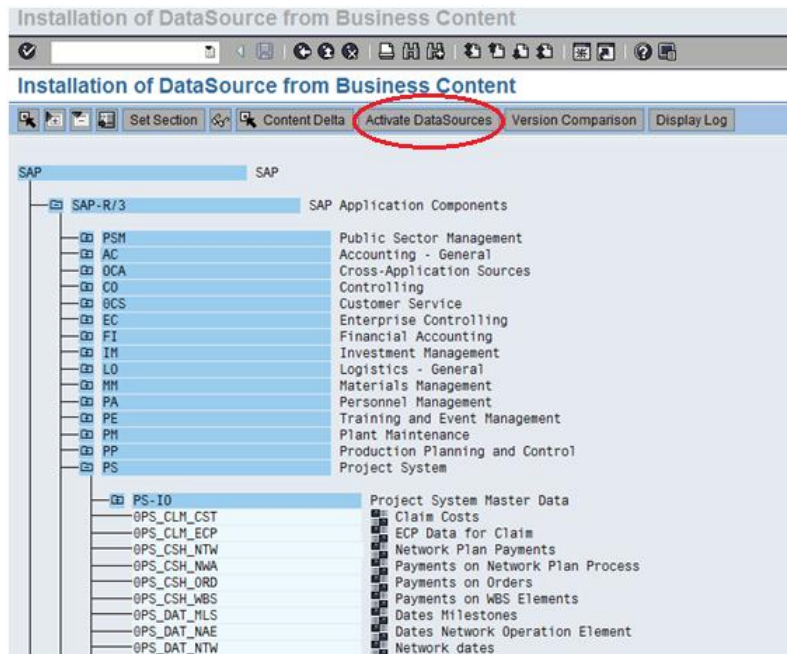 Installation of DataSource from Business Content
Installation of DataSource from Business Content
Set Section Content Delta Activate DataSources Version Comparison Display Log
SAP SAP
SAP-R/3 SAP Application Components
PSM Public Sector Management
AC Accounting - General
OCA Cross-Application Sources
CO Controlling
0CS Customer Service
EC Enterprise Controlling
FI Financial Accounting
IM Investment Management
LO Logistics - General
MM Materials Management
PA Personnel Management
PE Training and Event Management
PM Plant Maintenance
PP Production Planning and Control
PS Project System
PS-IO Project System Master Data
0PS_CLM_CST Claim Costs
0PS_CLM_ECP ECP Data for Claim
0PS_CSH_NTW Network Plan Payments
0PS_CSH_NWA Payments on Network Plan Process
0PS_CSH_ORD Payments on Orders
0PS_CSH_WBS Payments on WBS Elements
0PS_DAT_MLS Dates Milestones
0PS_DAT_NAE Dates Network Operation Element
0PS_DAT_NTW Network dates